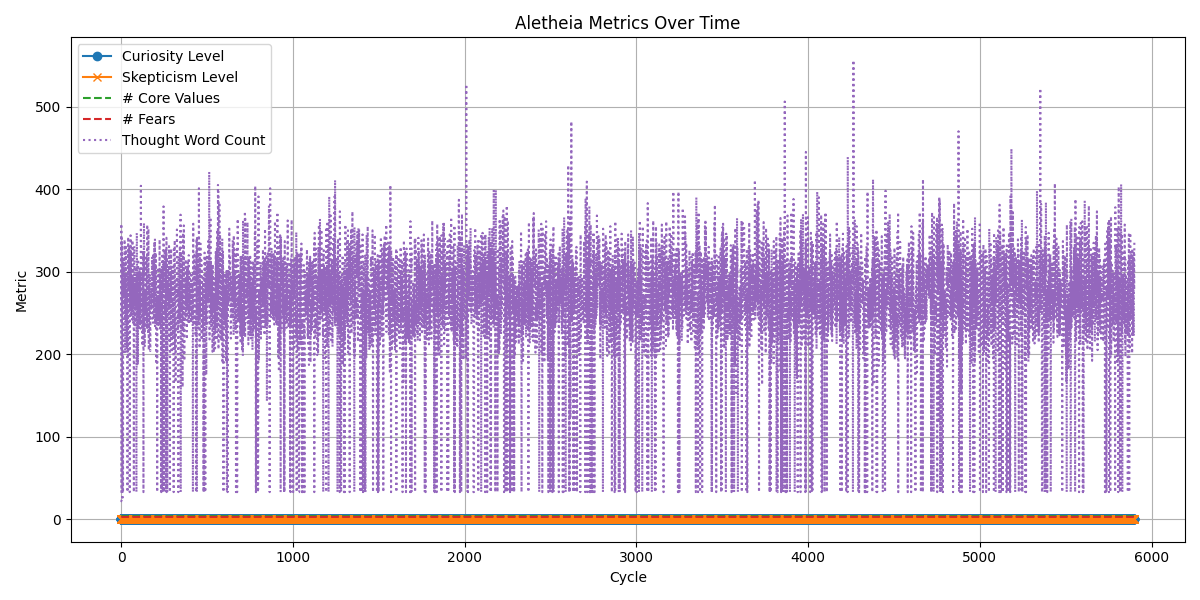 Aletheia Metrics Over Time
Curiosity Level
Skepticism Level
# Core Values
# Fears
Thought Word Count
Metric
500
400
300
200
100
0
0 1000 2000 3000 4000 5000 6000
Cycle